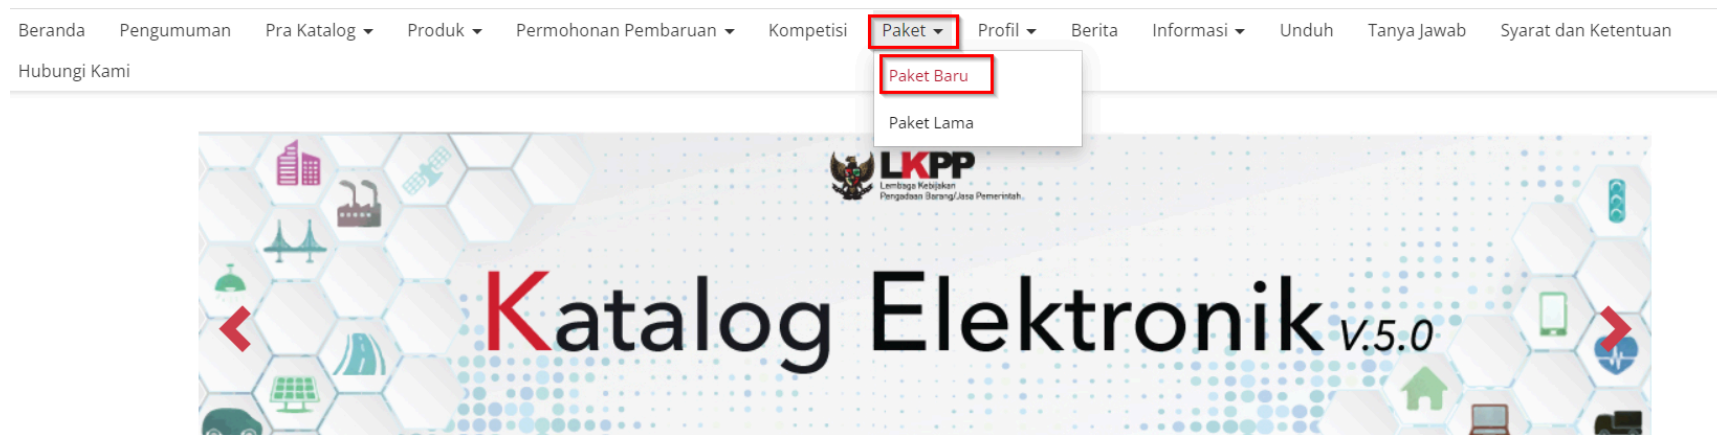 Beranda Pengumuman Pra Katalog Produk Permohonan Pembaruan Kompetisi Paket Profil Berita Informasi Unduh Tanya Jawab Syarat dan Ketentuan
Hubungi Kami
Paket Baru
Paket Lama
LKPP
Lembaga Kebijakan
Pengadaan Barang/Jasa Pemerintah
Katalog Elektronik v.5.0